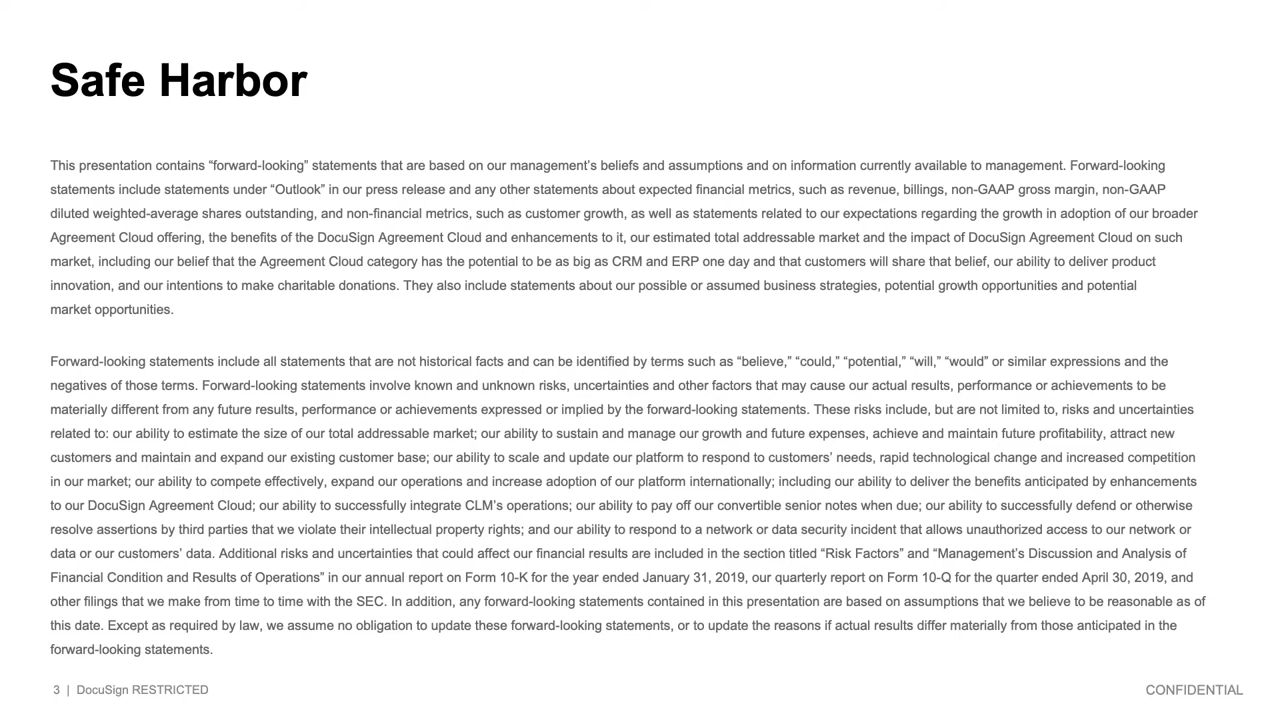 Safe Harbor
This presentation contains “forward-looking” statements that are based on our management’s beliefs and assumptions and on information currently available to management. Forward-looking
statements include statements under “Outlook” in our press release and any other statements about expected financial metrics, such as revenue, billings, non-GAAP gross margin, non-GAAP
diluted weighted-average shares outstanding, and non-financial metrics, such as customer growth, as well as statements related to our expectations regarding the growth in adoption of our broader
Agreement Cloud offering, the benefits of the DocuSign Agreement Cloud and enhancements to it, our estimated total addressable market and the impact of DocuSign Agreement Cloud on such
market, including our belief that the Agreement Cloud category has the potential to be as big as CRM and ERP one day and that customers will share that belief, our ability to deliver product
innovation, and our intentions to make charitable donations. They also include statements about our possible or assumed business strategies, potential growth opportunities and potential
market opportunities.
Forward-looking statements include all statements that are not historical facts and can be identified by terms such as “believe,” “could,” “potential,” “will,” “would” or similar expressions and the
negatives of those terms. Forward-looking statements involve known and unknown risks, uncertainties and other factors that may cause our actual results, performance or achievements to be
materially different from any future results, performance or achievements expressed or implied by the forward-looking statements. These risks include, but are not limited to, risks and uncertainties
related to: our ability to estimate the size of our total addressable market; our ability to sustain and manage our growth and future expenses, achieve and maintain future profitability, attract new
customers and maintain and expand our existing customer base; our ability to scale and update our platform to respond to customers’ needs, rapid technological change and increased competition
in our market; our ability to compete effectively, expand our operations and increase adoption of our platform internationally; including our ability to deliver the benefits anticipated by enhancements
to our DocuSign Agreement Cloud; our ability to successfully integrate CLM’s operations; our ability to pay off our convertible senior notes when due; our ability to successfully defend or otherwise
resolve assertions by third parties that we violate their intellectual property rights; and our ability to respond to a network or data security incident that allows unauthorized access to our network or
data or our customers’ data. Additional risks and uncertainties that could affect our financial results are included in the section titled “Risk Factors” and “Management’s Discussion and Analysis of
Financial Condition and Results of Operations” in our annual report on Form 10-K for the year ended January 31, 2019, our quarterly report on Form 10-Q for the quarter ended April 30, 2019, and
other filings that we make from time to time with the SEC. In addition, any forward-looking statements contained in this presentation are based on assumptions that we believe to be reasonable as of
this date. Except as required by law, we assume no obligation to update these forward-looking statements, or to update the reasons if actual results differ materially from those anticipated in the
forward-looking statements.
3 | DocuSign RESTRICTED
CONFIDENTIAL